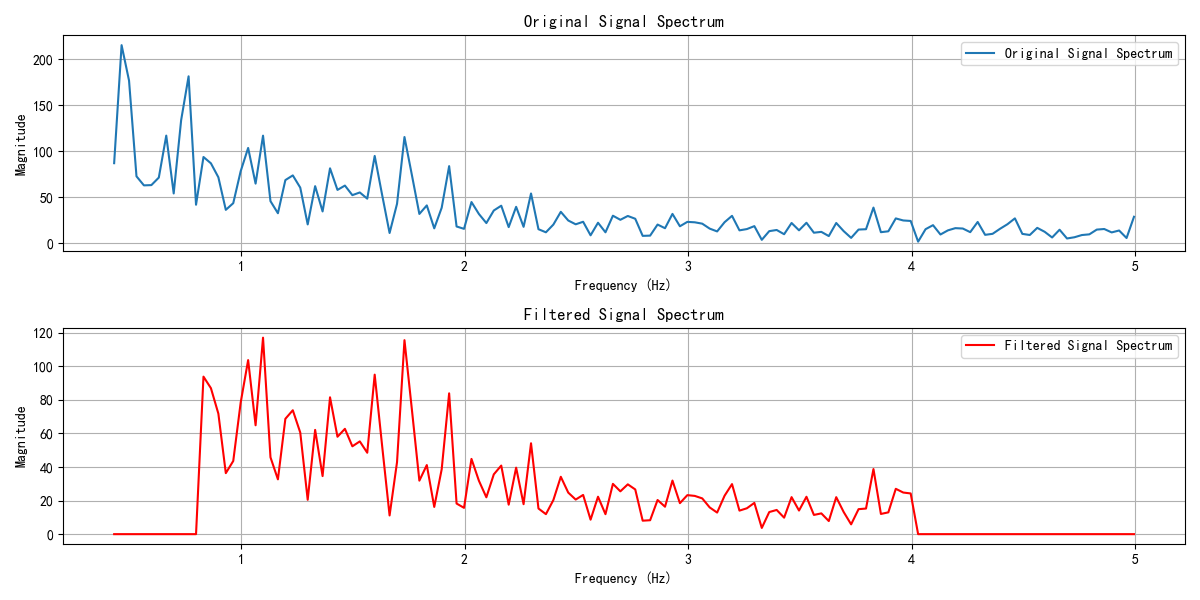 Original Signal Spectrum
Original Signal Spectrum
200
150
100
50
0
Magnitude
1 2 3 4 5
Frequency (Hz)
Filtered Signal Spectrum
Filtered Signal Spectrum
120
100
80
60
40
20
0
Magnitude
1 2 3 4 5
Frequency (Hz)